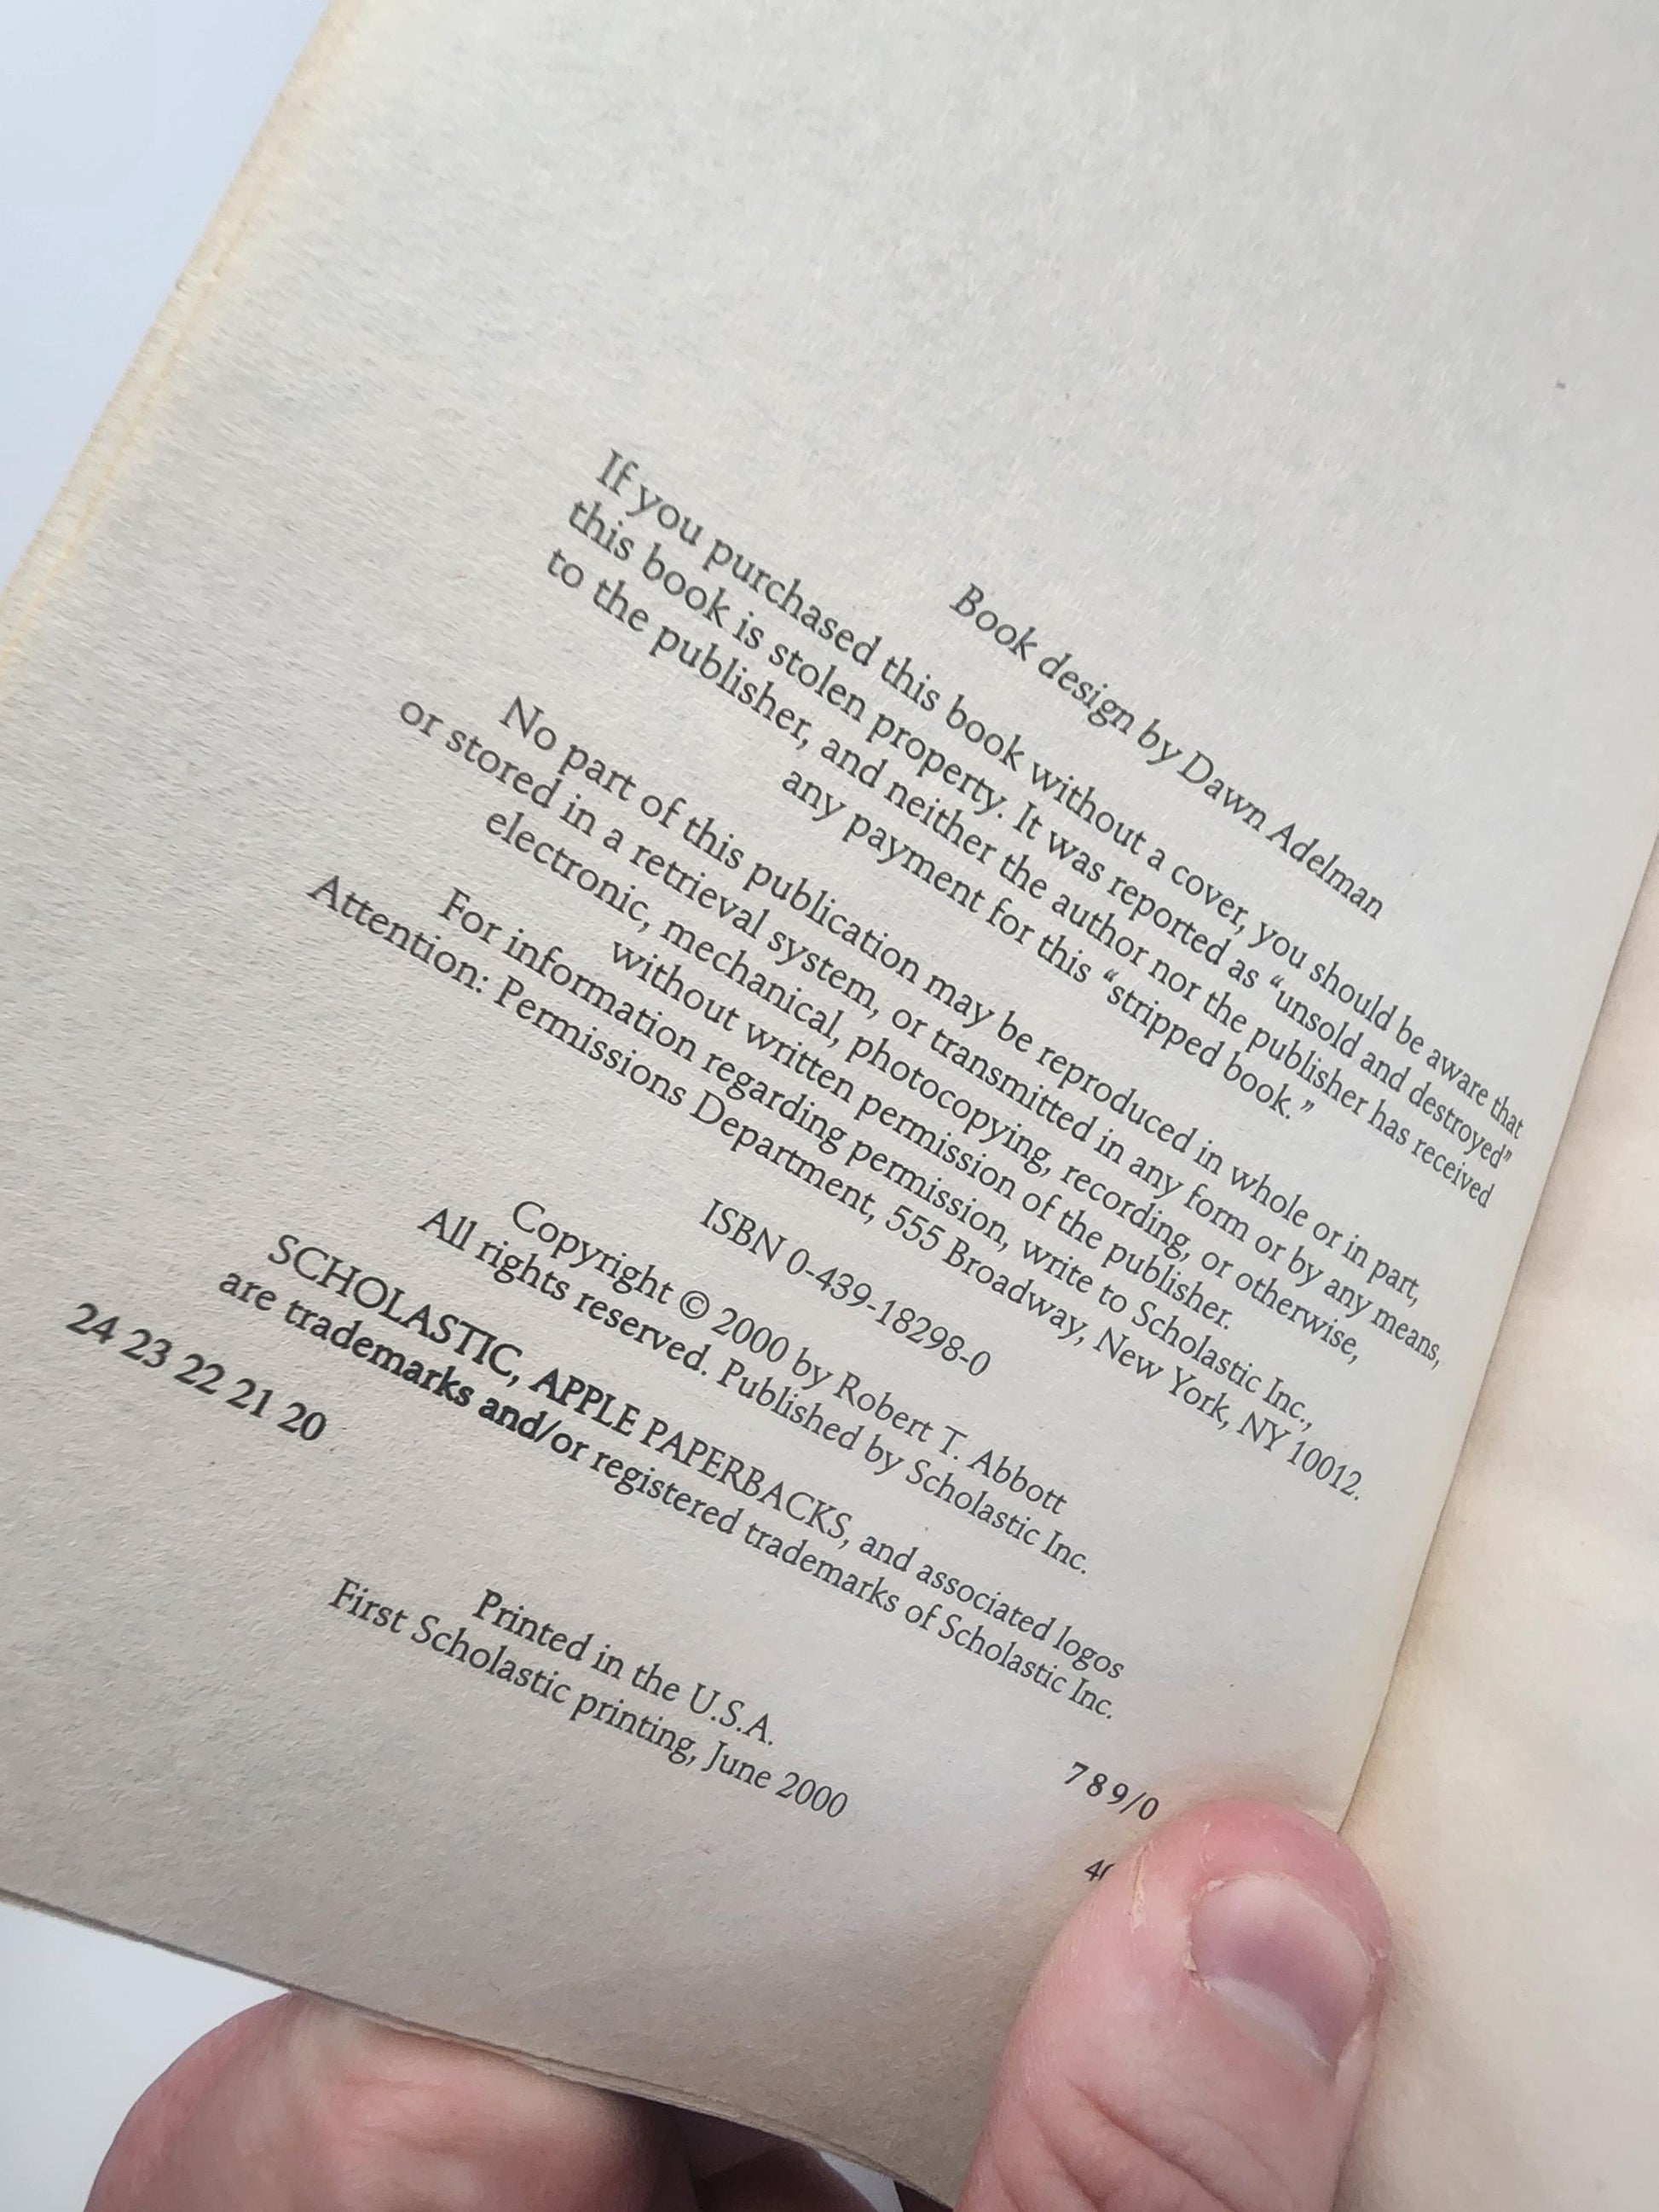 Book design by Dawn Adelman
If you purchased this book without a cover, you should be aware that
this book is stolen property. It was reported as “unsold and destroyed”
to the publisher, and neither the author nor the publisher has received
any payment for this “stripped book.”
No part of this publication may be reproduced in whole or in part,
or stored in a retrieval system, or transmitted in any form or by any means,
electronic, mechanical, photocopying, recording, or otherwise,
without written permission of the publisher.
For information regarding permission, write to Scholastic Inc.,
Attention: Permissions Department, 555 Broadway, New York, NY 10012.
ISBN 0-439-18298-0
Copyright © 2000 by Robert T. Abbott
All rights reserved. Published by Scholastic Inc.
SCHOLASTIC, APPLE PAPERBACKS, and associated logos
are trademarks and/or registered trademarks of Scholastic Inc.
24 23 22 21 20 7 8 9/0
Printed in the U.S.A.
First Scholastic printing, June 2000